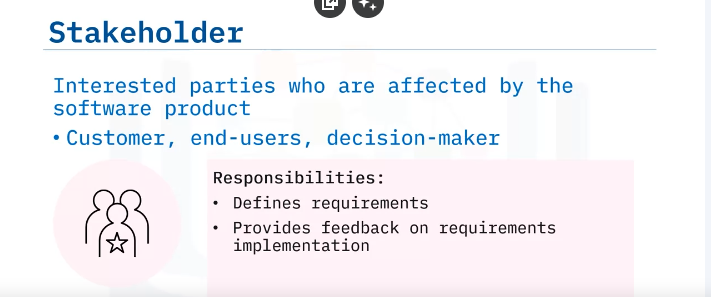 Stakeholder
Interested parties who are affected by the
software product
• Customer, end-users, decision-maker
Responsibilities:
• Defines requirements
• Provides feedback on requirements
implementation